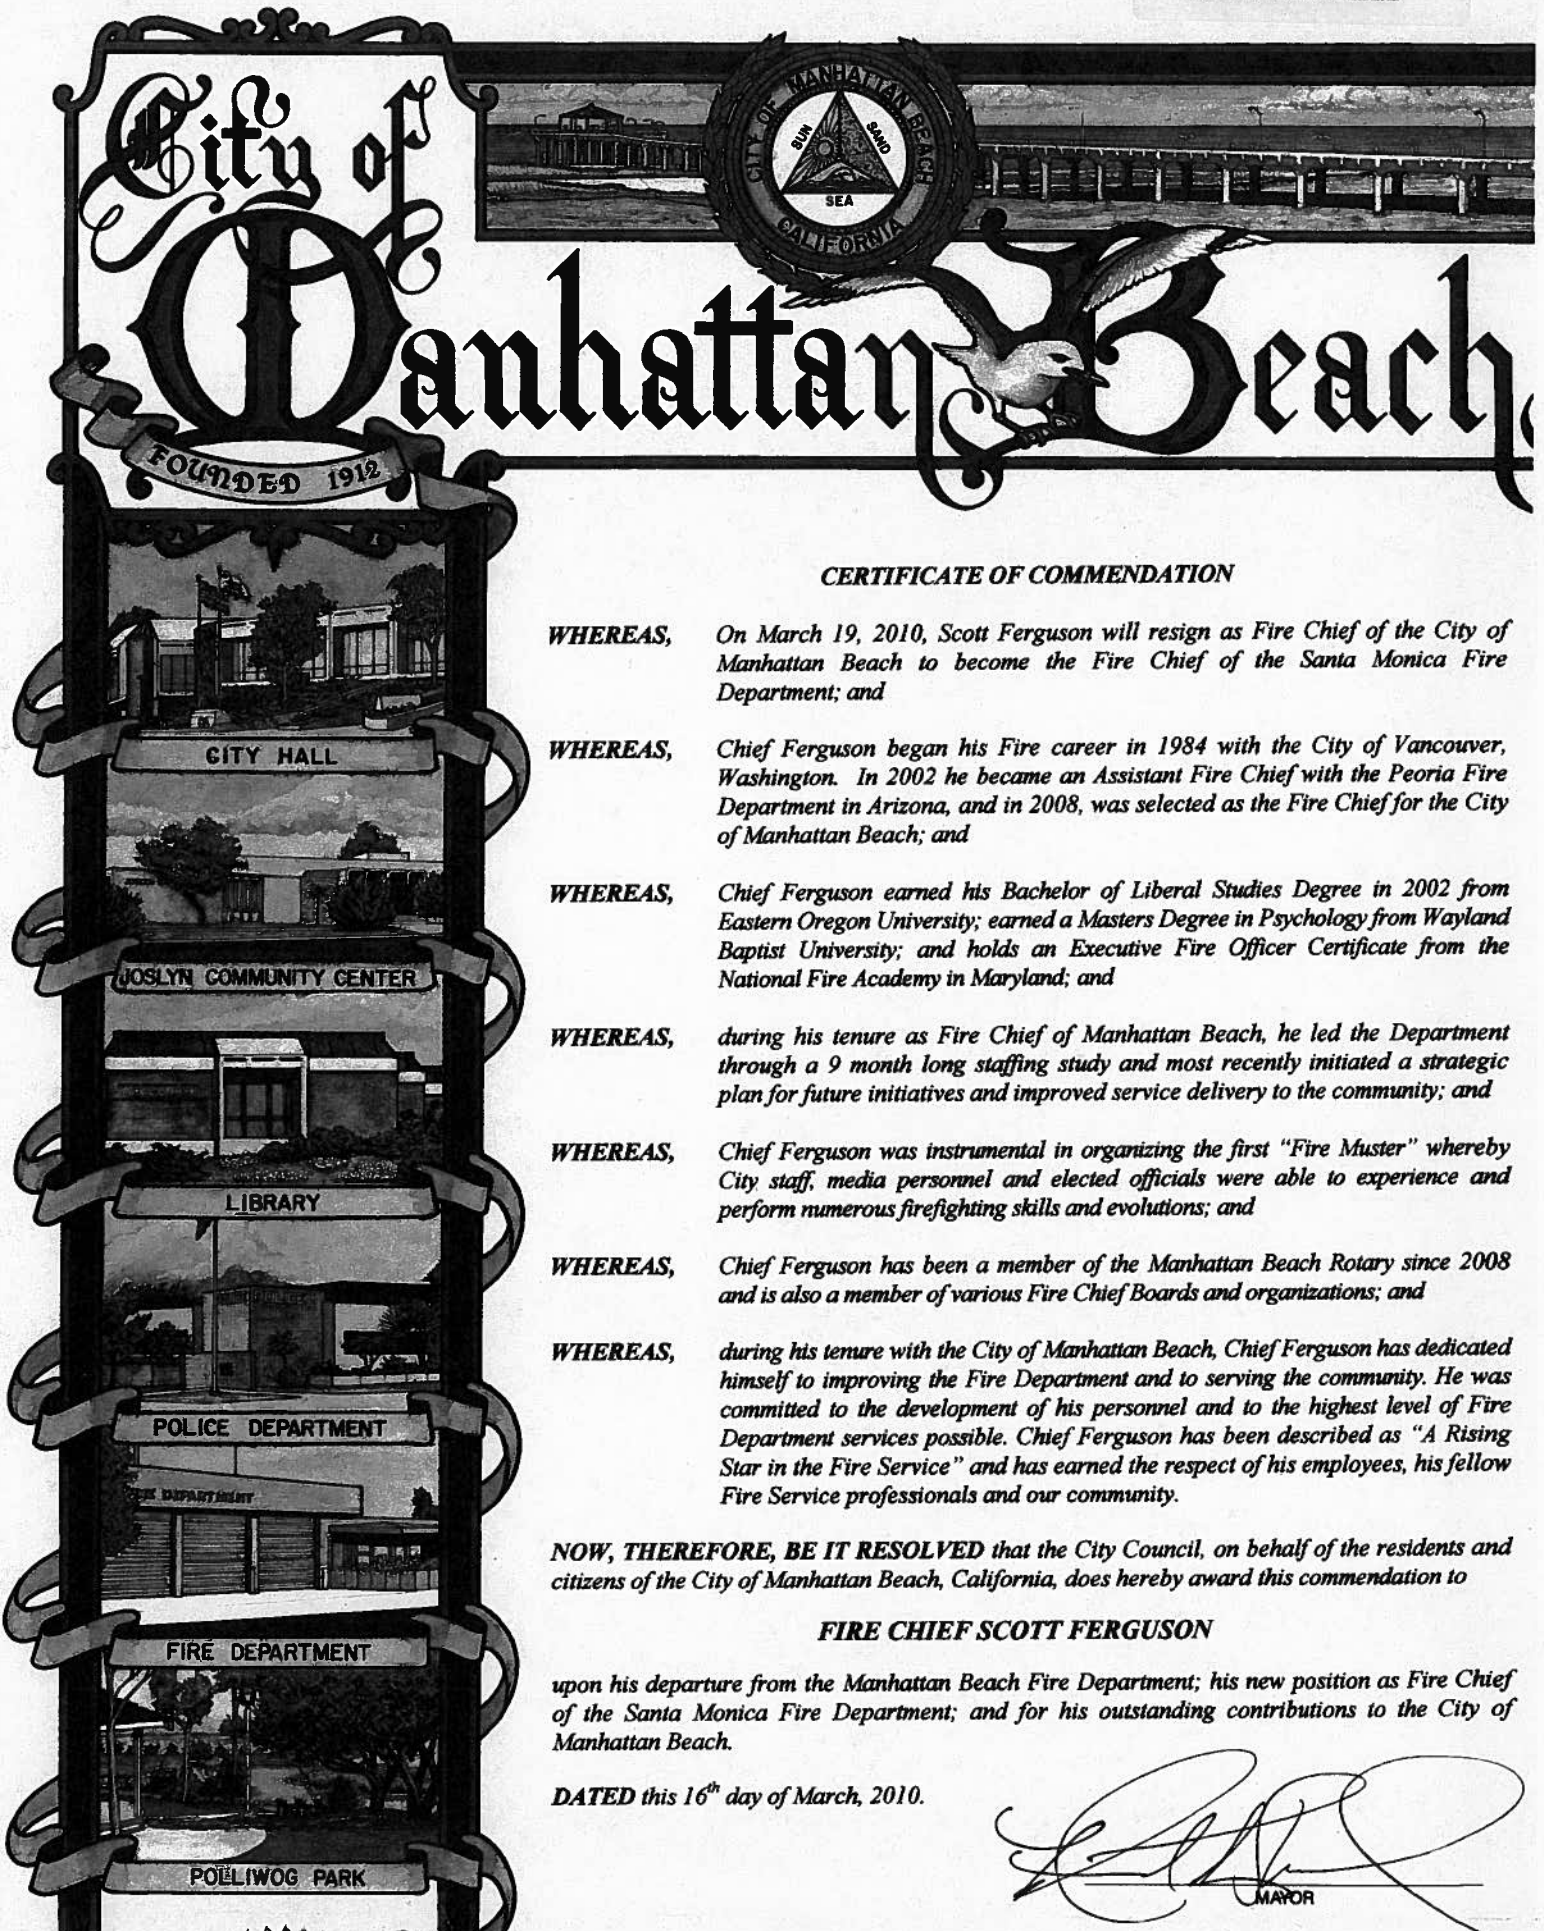 City of
Manhattan Beach
CITY OF MANHATTAN BEACH
CALIFORNIA
SUN
SAND
SEA
FOUNDED 1912
CITY HALL
JOSLYN COMMUNITY CENTER
LIBRARY
POLICE DEPARTMENT
DEPARTMENT
FIRE DEPARTMENT
POLLIWOG PARK
CERTIFICATE OF COMMENDATION
WHEREAS, On March 19, 2010, Scott Ferguson will resign as Fire Chief of the City of
Manhattan Beach to become the Fire Chief of the Santa Monica Fire
Department; and
WHEREAS, Chief Ferguson began his Fire career in 1984 with the City of Vancouver,
Washington. In 2002 he became an Assistant Fire Chief with the Peoria Fire
Department in Arizona, and in 2008, was selected as the Fire Chief for the City
of Manhattan Beach; and
WHEREAS, Chief Ferguson earned his Bachelor of Liberal Studies Degree in 2002 from
Eastern Oregon University; earned a Masters Degree in Psychology from Wayland
Baptist University; and holds an Executive Fire Officer Certificate from the
National Fire Academy in Maryland; and
WHEREAS, during his tenure as Fire Chief of Manhattan Beach, he led the Department
through a 9 month long staffing study and most recently initiated a strategic
plan for future initiatives and improved service delivery to the community; and
WHEREAS, Chief Ferguson was instrumental in organizing the first "Fire Muster" whereby
City staff, media personnel and elected officials were able to experience and
perform numerous firefighting skills and evolutions; and
WHEREAS, Chief Ferguson has been a member of the Manhattan Beach Rotary since 2008
and is also a member of various Fire Chief Boards and organizations; and
WHEREAS, during his tenure with the City of Manhattan Beach, Chief Ferguson has dedicated
himself to improving the Fire Department and to serving the community. He was
committed to the development of his personnel and to the highest level of Fire
Department services possible. Chief Ferguson has been described as "A Rising
Star in the Fire Service" and has earned the respect of his employees, his fellow
Fire Service professionals and our community.
NOW, THEREFORE, BE IT RESOLVED that the City Council, on behalf of the residents and
citizens of the City of Manhattan Beach, California, does hereby award this commendation to
FIRE CHIEF SCOTT FERGUSON
upon his departure from the Manhattan Beach Fire Department; his new position as Fire Chief
of the Santa Monica Fire Department; and for his outstanding contributions to the City of
Manhattan Beach.
DATED this 16th day of March, 2010.
MAYOR